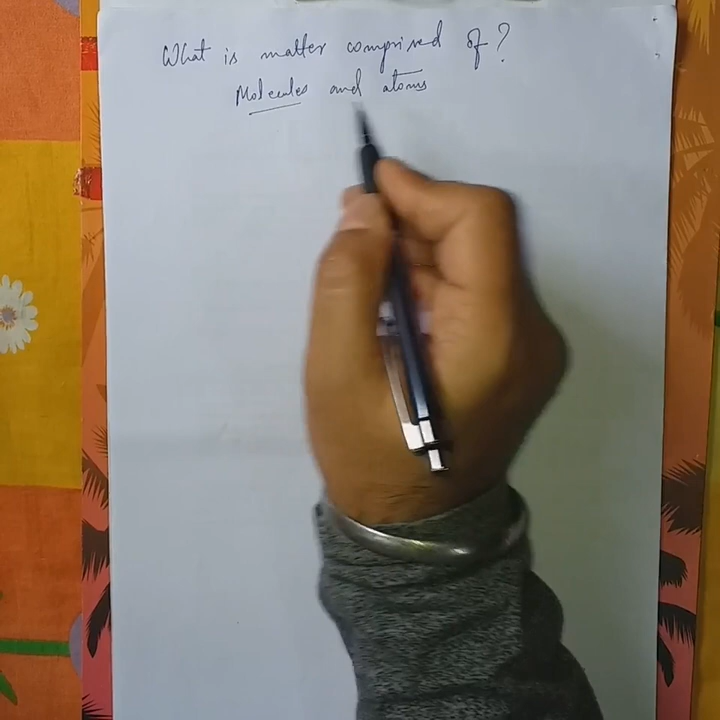 What is matter comprised of?
Molecules and atoms